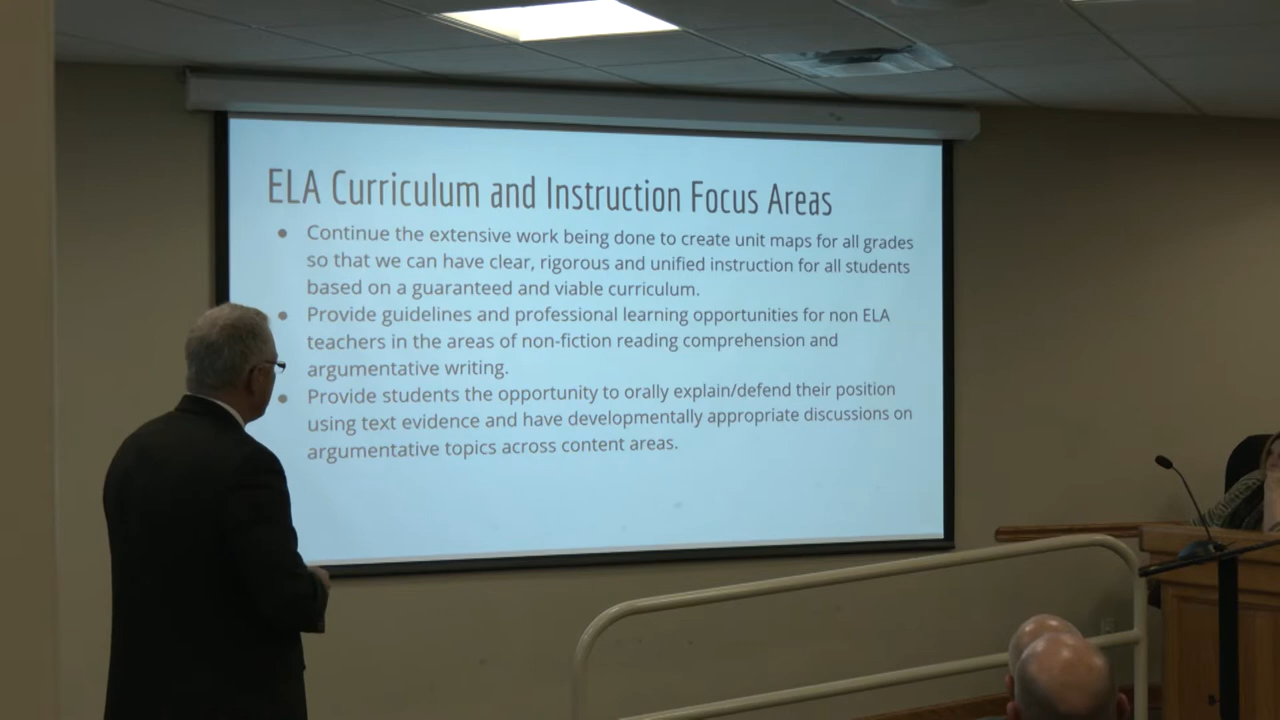 ELA Curriculum and Instruction Focus Areas
● Continue the extensive work being done to create unit maps for all grades
so that we can have clear, rigorous and unified instruction for all students
based on a guaranteed and viable curriculum.
● Provide guidelines and professional learning opportunities for non ELA
teachers in the areas of non-fiction reading comprehension and
argumentative writing.
● Provide students the opportunity to orally explain/defend their position
using text evidence and have developmentally appropriate discussions on
argumentative topics across content areas.